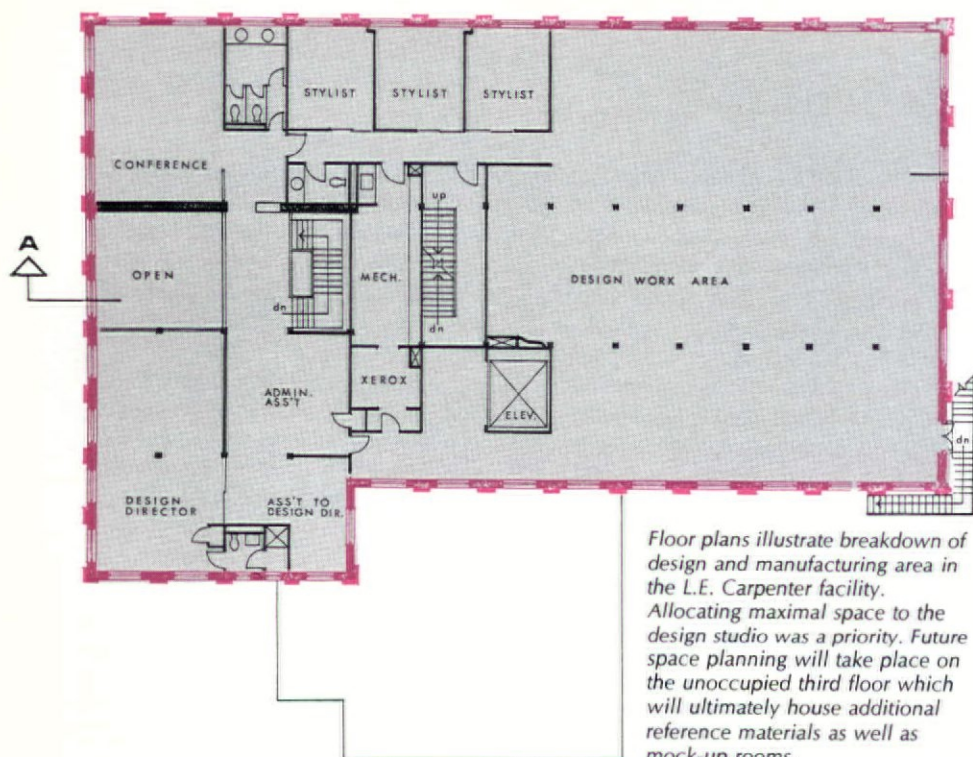 STYLIST
STYLIST
STYLIST
CONFERENCE
up
A
OPEN
MECH.
DESIGN WORK AREA
dn
dn
XEROX
ADMIN.
ASS'T
ELEV.
dn
DESIGN
DIRECTOR
ASS'T TO
DESIGN DIR.
Floor plans illustrate breakdown of
design and manufacturing area in
the L.E. Carpenter facility.
Allocating maximal space to the
design studio was a priority. Future
space planning will take place on
the unoccupied third floor which
will ultimately house additional
reference materials as well as
mock-up rooms